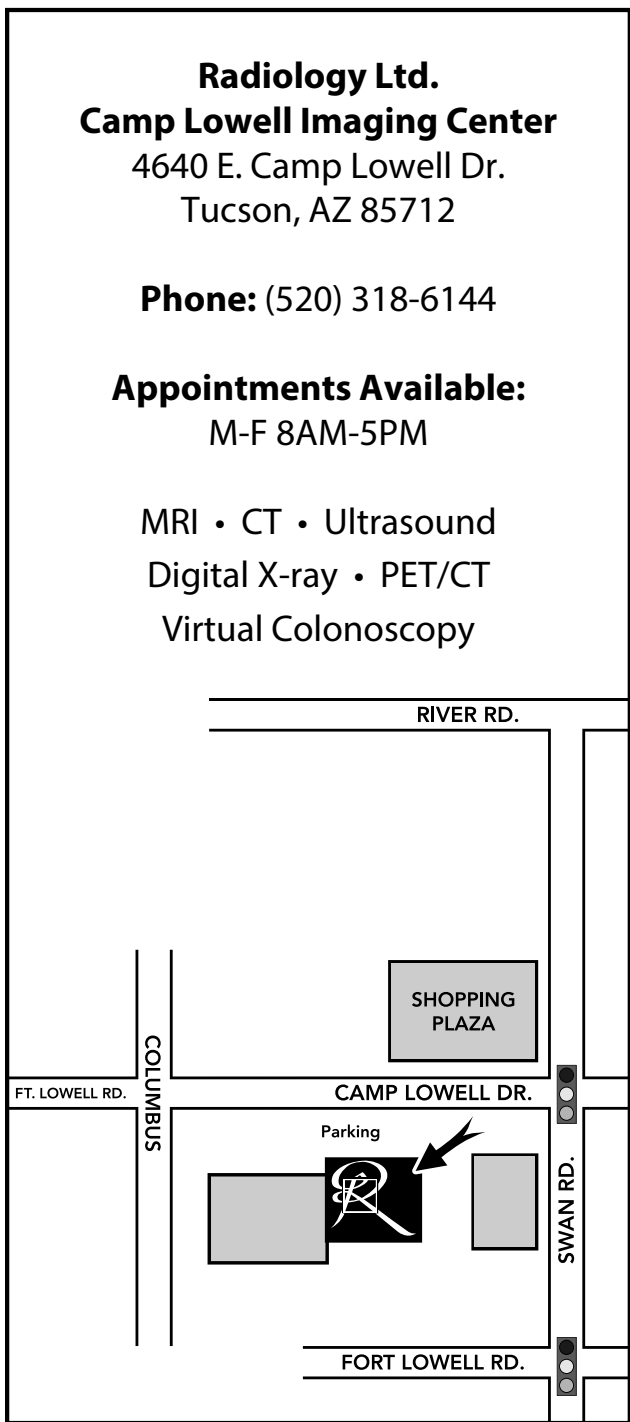 Radiology Ltd.
Camp Lowell Imaging Center
4640 E. Camp Lowell Dr.
Tucson, AZ 85712
Phone: (520) 318-6144
Appointments Available:
M-F 8AM-5PM
MRI • CT • Ultrasound
Digital X-ray • PET/CT
Virtual Colonoscopy
RIVER RD.
SHOPPING
PLAZA
COLUMBUS
FT. LOWELL RD.
CAMP LOWELL DR.
Parking
R
SWAN RD.
FORT LOWELL RD.